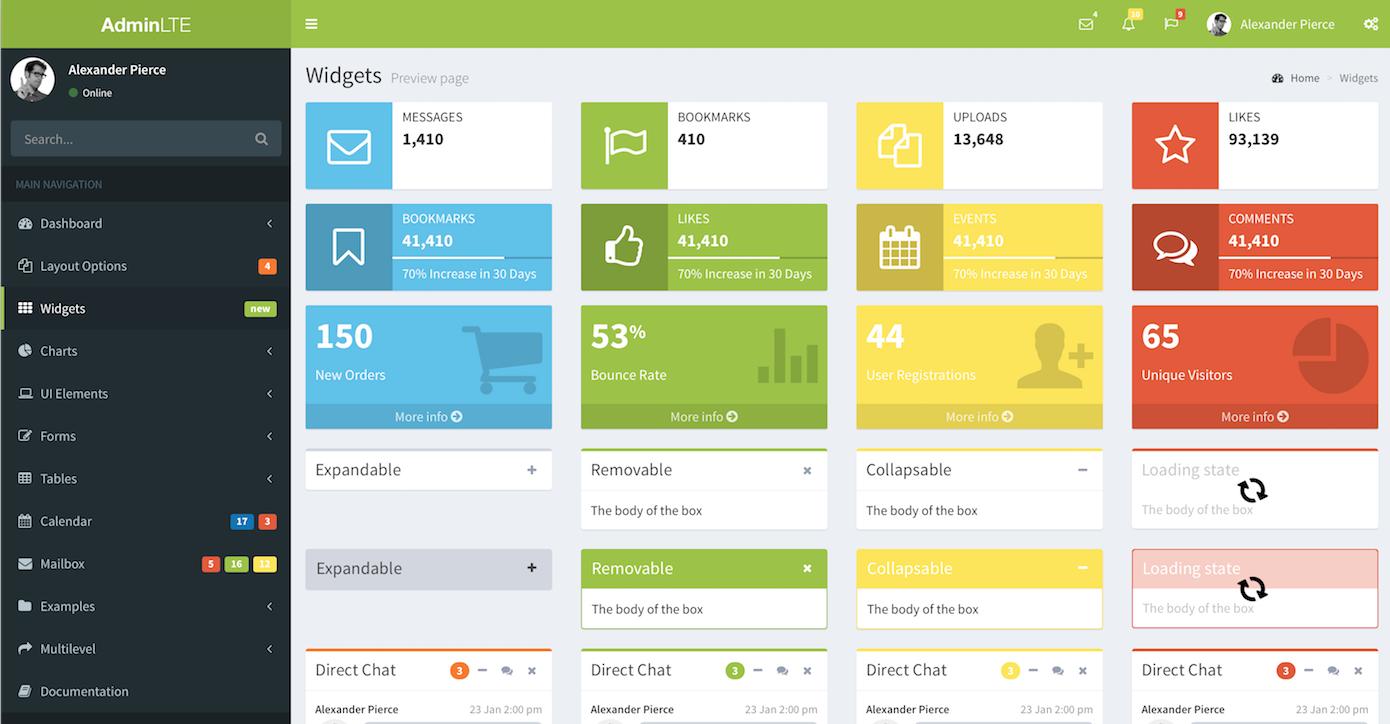 AdminLTE
4
10
9
Alexander Pierce
Alexander Pierce
Online
Search...
MAIN NAVIGATION
Dashboard
Layout Options 4
Widgets new
Charts
UI Elements
Forms
Tables
Calendar 17 3
Mailbox 5 16 12
Examples
Multilevel
Documentation
Widgets Preview page
Home > Widgets
MESSAGES
1,410
BOOKMARKS
410
UPLOADS
13,648
LIKES
93,139
BOOKMARKS
41,410
70% Increase in 30 Days
LIKES
41,410
70% Increase in 30 Days
EVENTS
41,410
70% Increase in 30 Days
COMMENTS
41,410
70% Increase in 30 Days
150
New Orders
More info
53%
Bounce Rate
More info
44
User Registrations
More info
65
Unique Visitors
More info
Expandable
Removable
The body of the box
Collapsable
The body of the box
Loading state
The body of the box
Expandable
Removable
The body of the box
Collapsable
The body of the box
Loading state
The body of the box
Direct Chat 3
Alexander Pierce 23 Jan 2:00 pm
Direct Chat 3
Alexander Pierce 23 Jan 2:00 pm
Direct Chat 3
Alexander Pierce 23 Jan 2:00 pm
Direct Chat 3
Alexander Pierce 23 Jan 2:00 pm